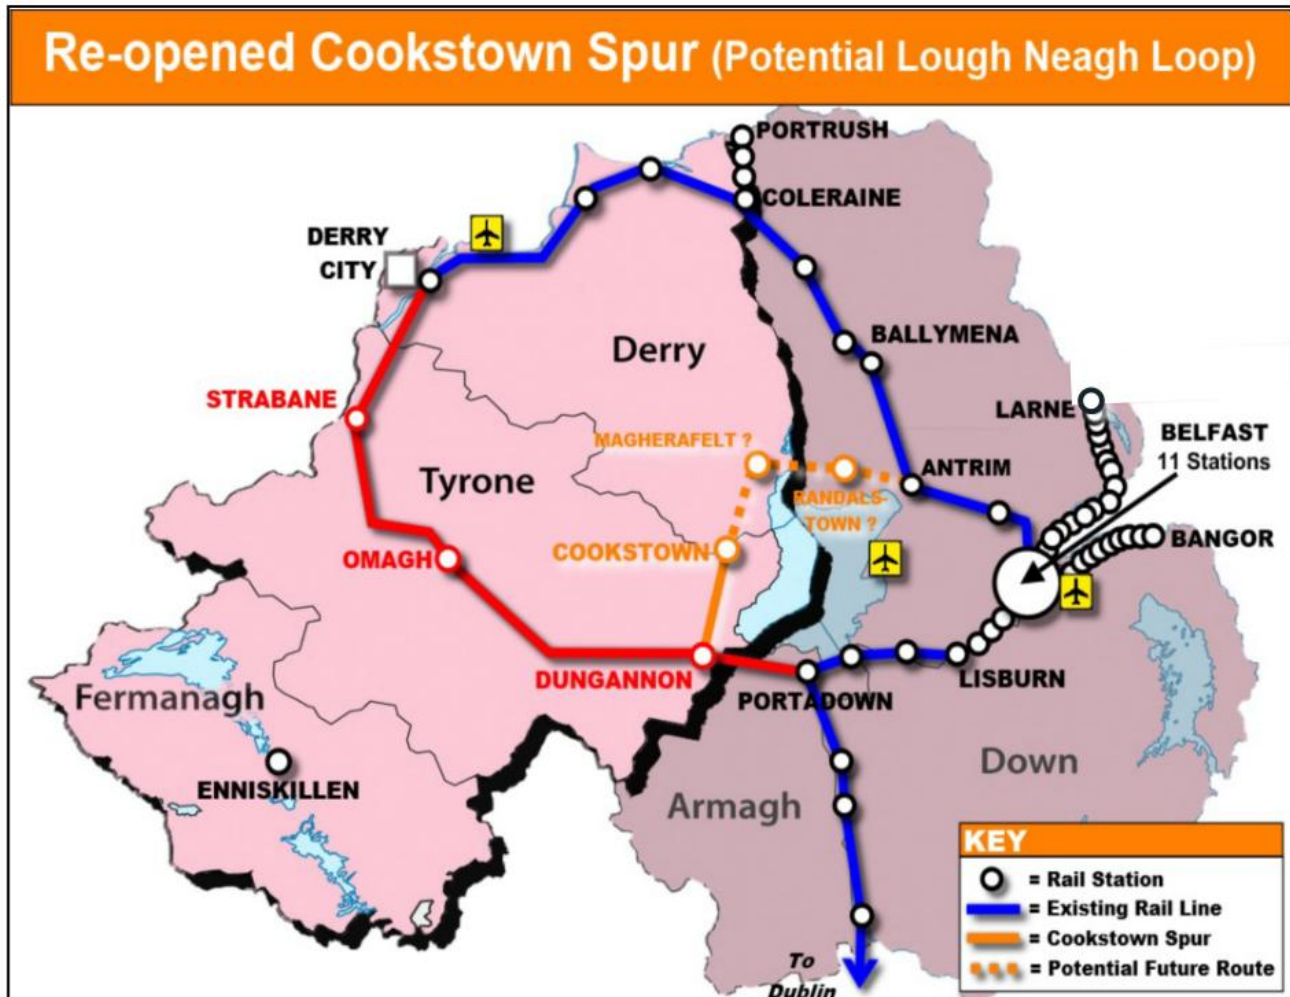 Re-opened Cookstown Spur (Potential Lough Neagh Loop)
PORTRUSH
COLERAINE
DERRY
CITY
Derry
BALLYMENA
STRABANE
LARNE
BELFAST
11 Stations
MAGHERAFELT ?
ANTRIM
Tyrone
RANDALS-
TOWN ?
COOKSTOWN
BANGOR
OMAGH
DUNGANNON
LISBURN
PORTADOWN
Fermanagh
Down
ENNISKILLEN
Armagh
KEY
= Rail Station
= Existing Rail Line
= Cookstown Spur
= Potential Future Route
To
Dublin